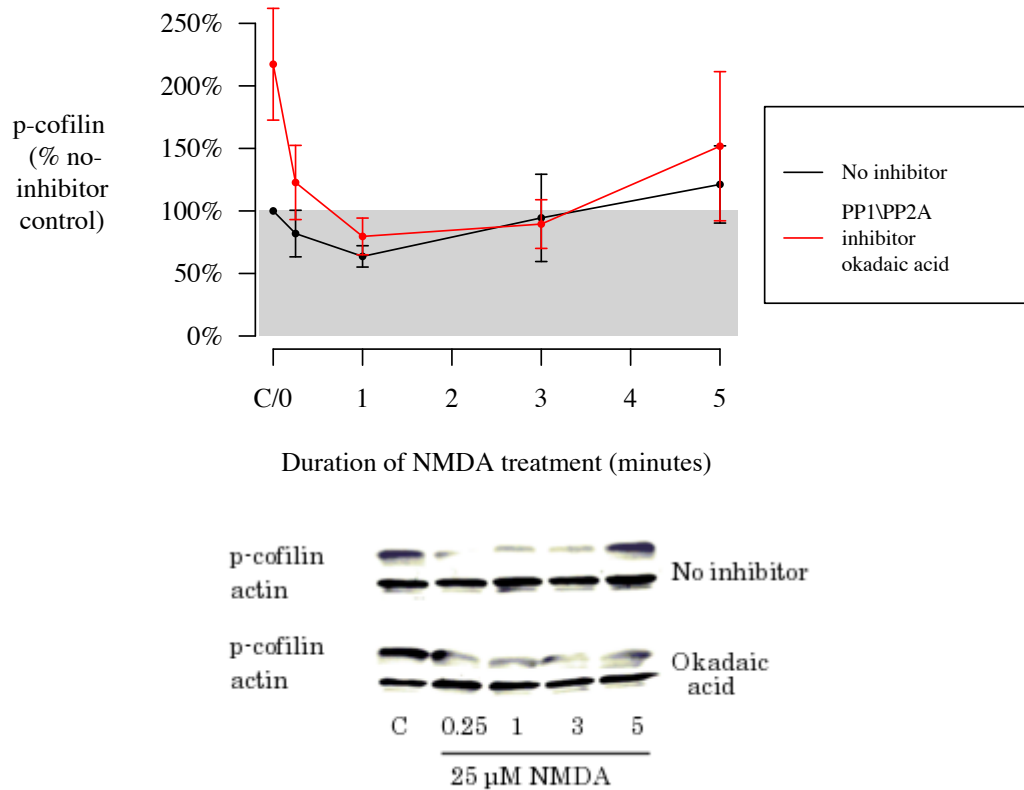 250%
200%
150%
100%
50%
0%
p-cofilin
(% no-
inhibitor
control)
C/0 1 2 3 4 5
Duration of NMDA treatment (minutes)
No inhibitor
PP1\PP2A
inhibitor
okadaic acid
p-cofilin
actin
No inhibitor
p-cofilin
actin
Okadaic
acid
C 0.25 1 3 5
25 µM NMDA